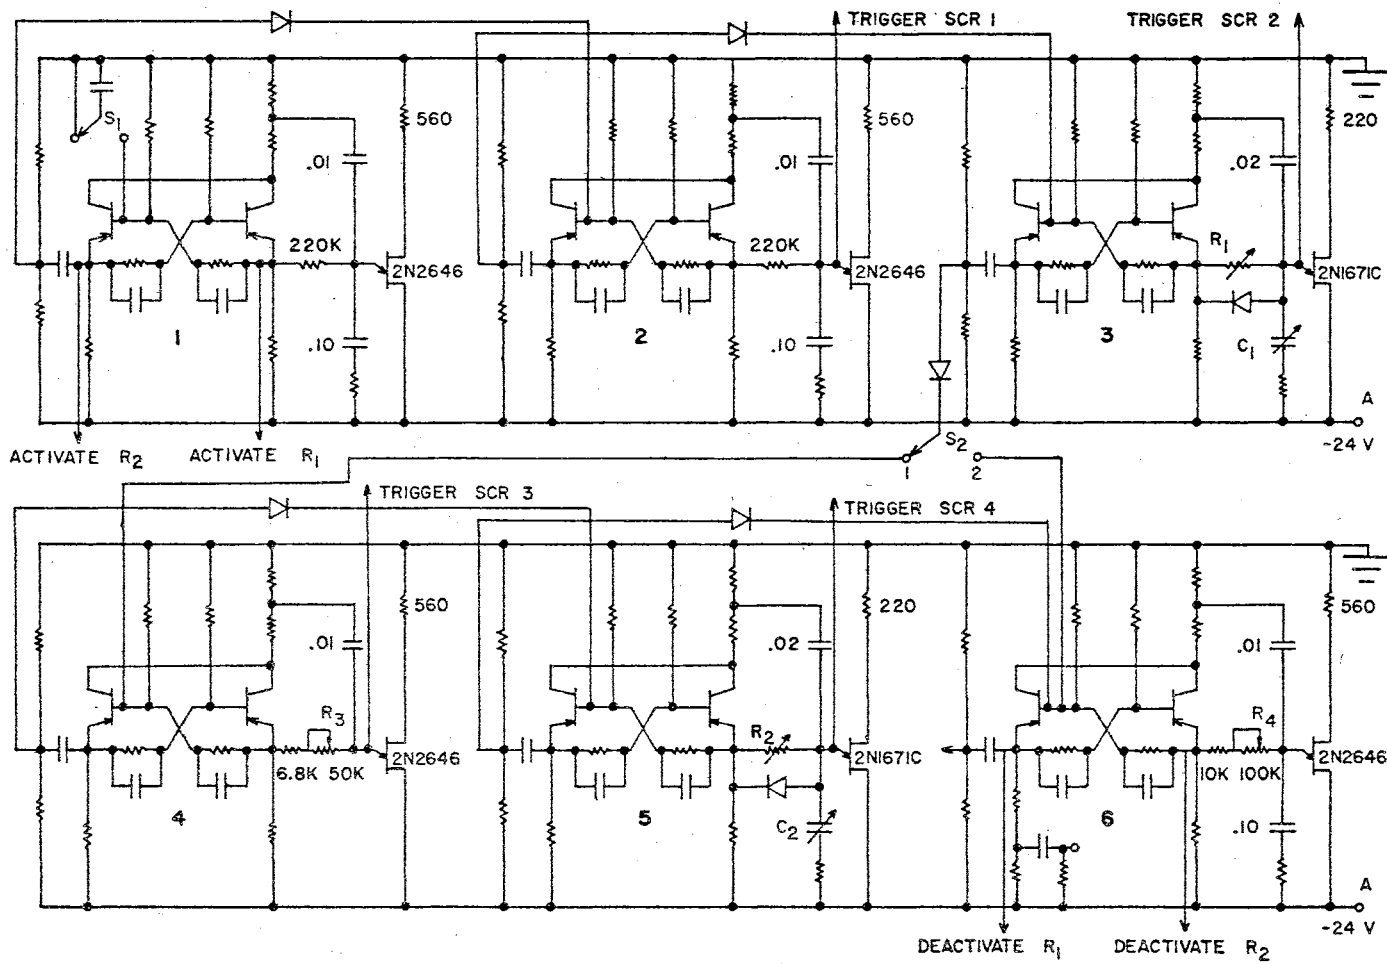 TRIGGER SCR 1
TRIGGER SCR 2
S1
560
560
220
.01
.01
.02
220K
220K
R1
2N2646
2N2646
2N1671C
1
2
3
.10
.10
C1
A
-24 V
ACTIVATE R2
ACTIVATE R1
S2
1
2
TRIGGER SCR 3
TRIGGER SCR 4
560
220
560
.01
.02
.01
R3
R2
R4
6.8K 50K
2N2646
2N1671C
10K 100K
2N2646
4
5
6
C2
.10
A
-24 V
DEACTIVATE R1
DEACTIVATE R2